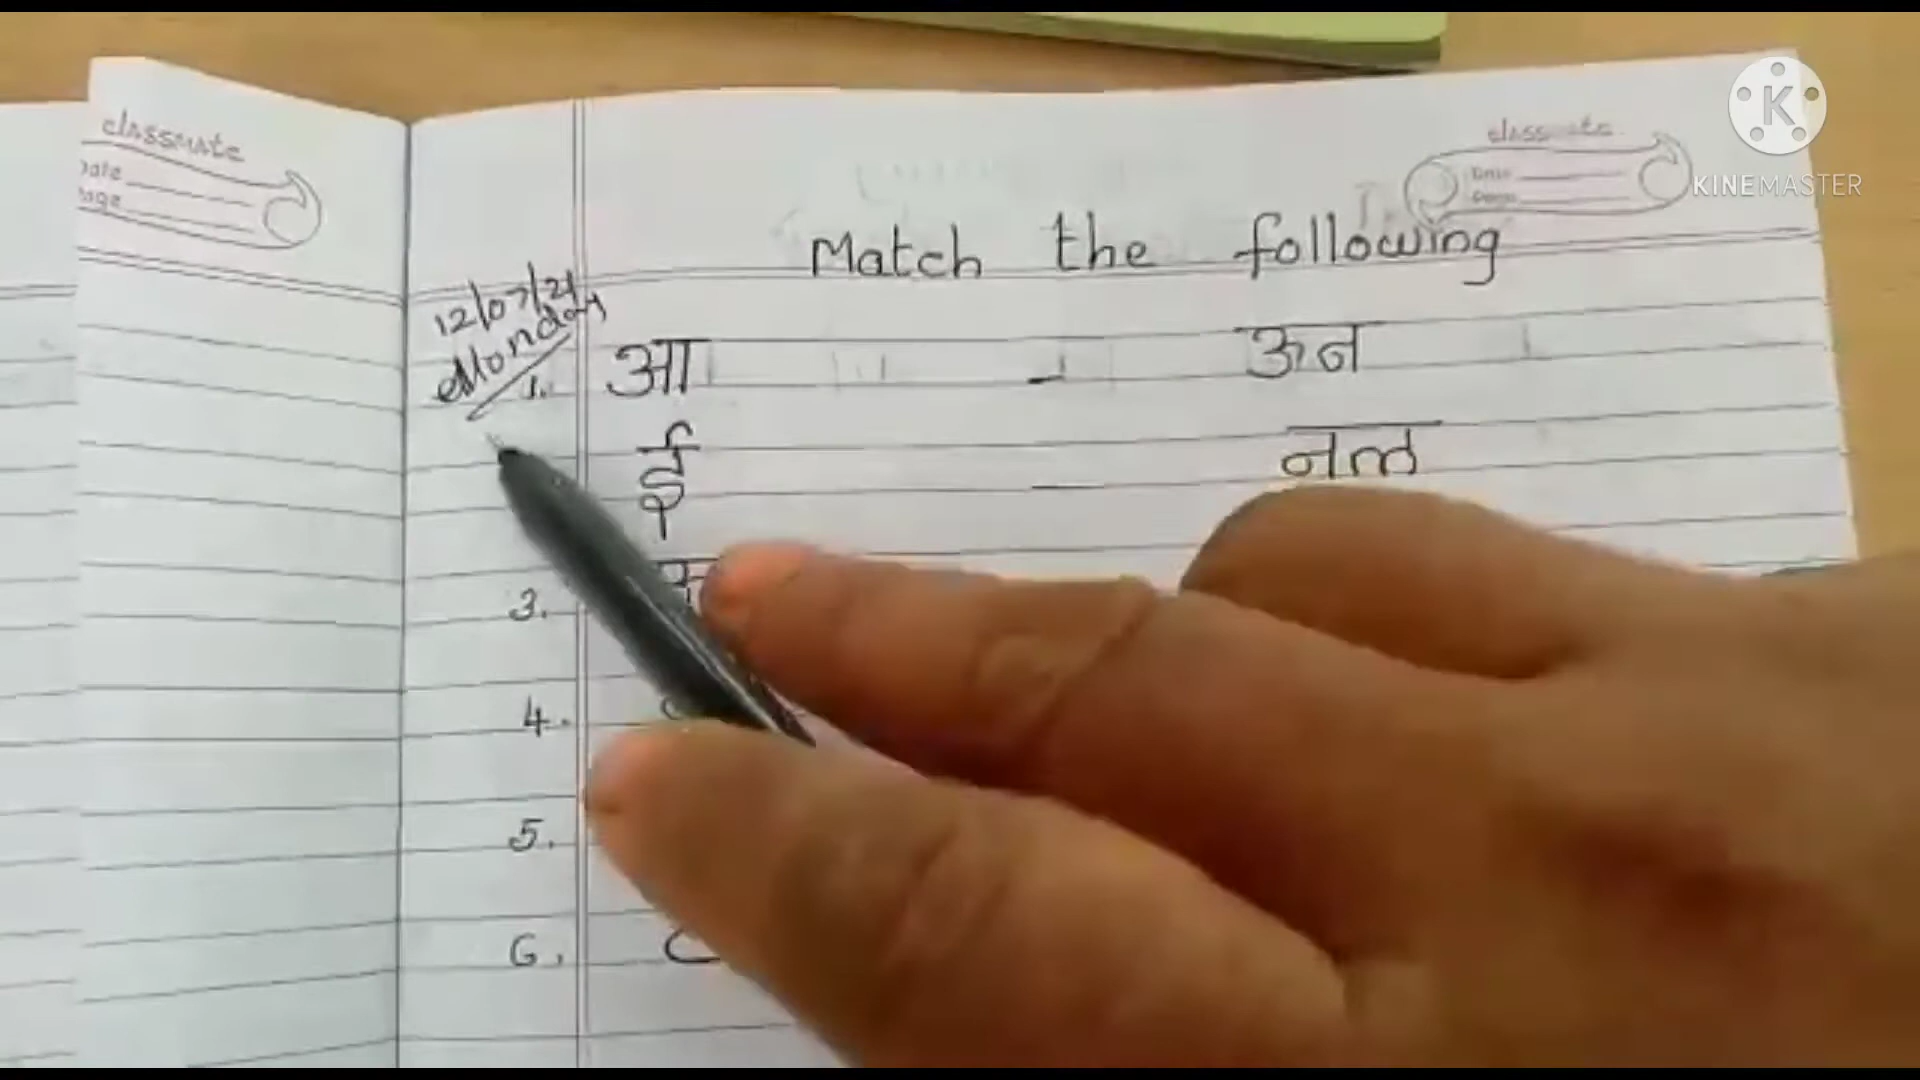 classmate
Date
Page
classmate
Date
Page
K
KINEMASTER
Match the following
12/07/21
Monday
1. आ - ऊन
ई - नल
3.
4.
5.
6.